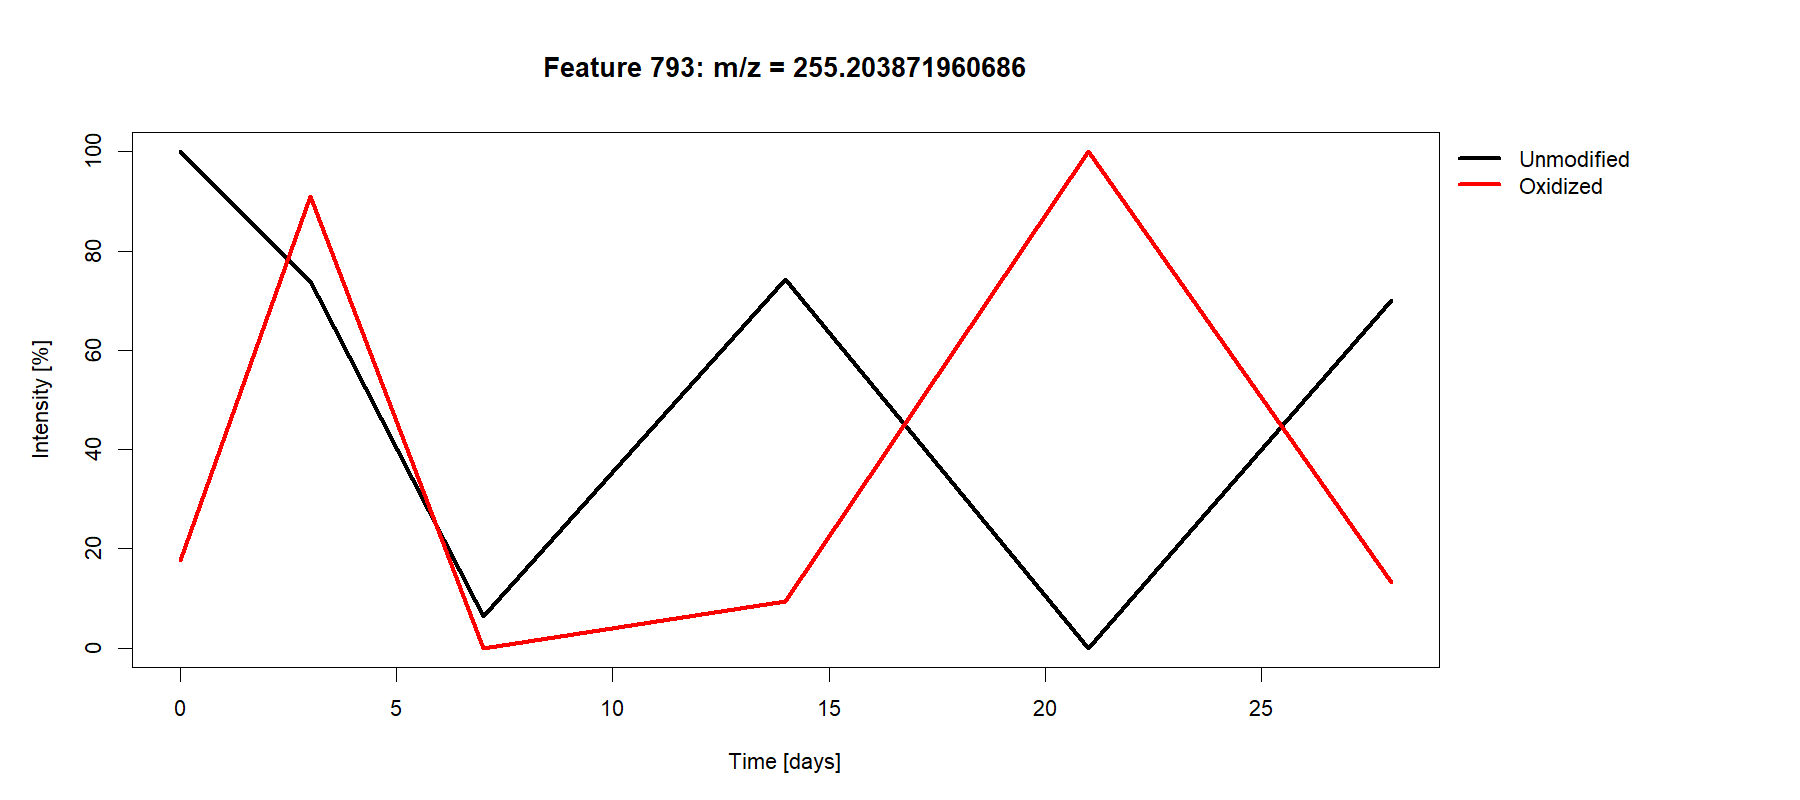 Feature 793: m/z = 255.203871960686
Unmodified
Oxidized
100
80
60
40
20
0
Intensity [%]
0 5 10 15 20 25
Time [days]